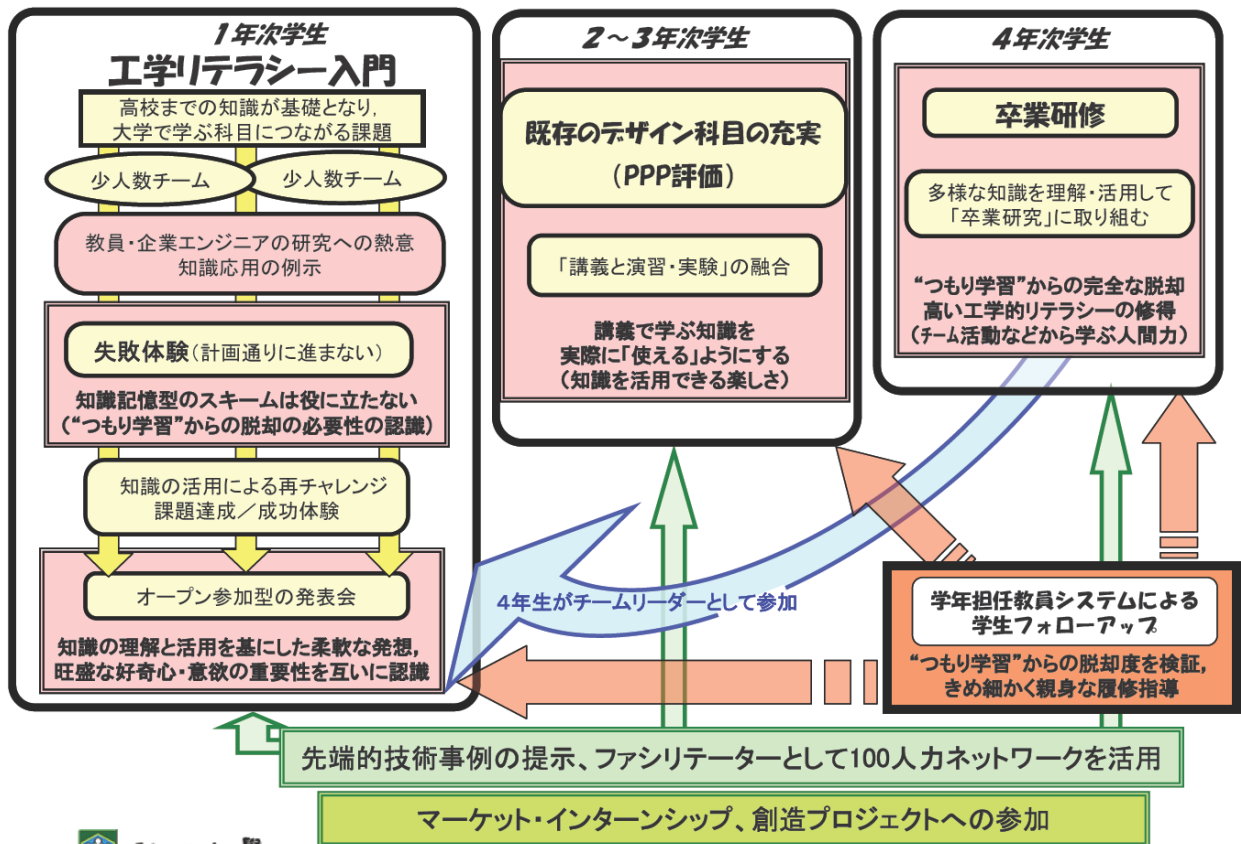 1年次学生
工学リテラシー入門
高校までの知識が基礎となり,
大学で学ぶ科目につながる課題
少人数チーム
少人数チーム
教員・企業エンジニアの研究への熱意
知識応用の例示
失敗体験(計画通りに進まない)
知識記憶型のスキームは役に立たない
(“つもり学習”からの脱却の必要性の認識)
知識の活用による再チャレンジ
課題達成/成功体験
オープン参加型の発表会
知識の理解と活用を基にした柔軟な発想,
旺盛な好奇心・意欲の重要性を互いに認識
2~3年次学生
既存のデザイン科目の充実
(PPP評価)
「講義と演習・実験」の融合
講義で学ぶ知識を
実際に「使える」ようにする
(知識を活用できる楽しさ)
4年次学生
卒業研修
多様な知識を理解・活用して
「卒業研究」に取り組む
“つもり学習”からの完全な脱却
高い工学的リテラシーの修得
(チーム活動などから学ぶ人間力)
4年生がチームリーダーとして参加
学年担任教員システムによる
学生フォローアップ
“つもり学習”からの脱却度を検証,
きめ細かく親身な履修指導
先端的技術事例の提示、ファシリテーターとして100人力ネットワークを活用
マーケット・インターンシップ、創造プロジェクトへの参加